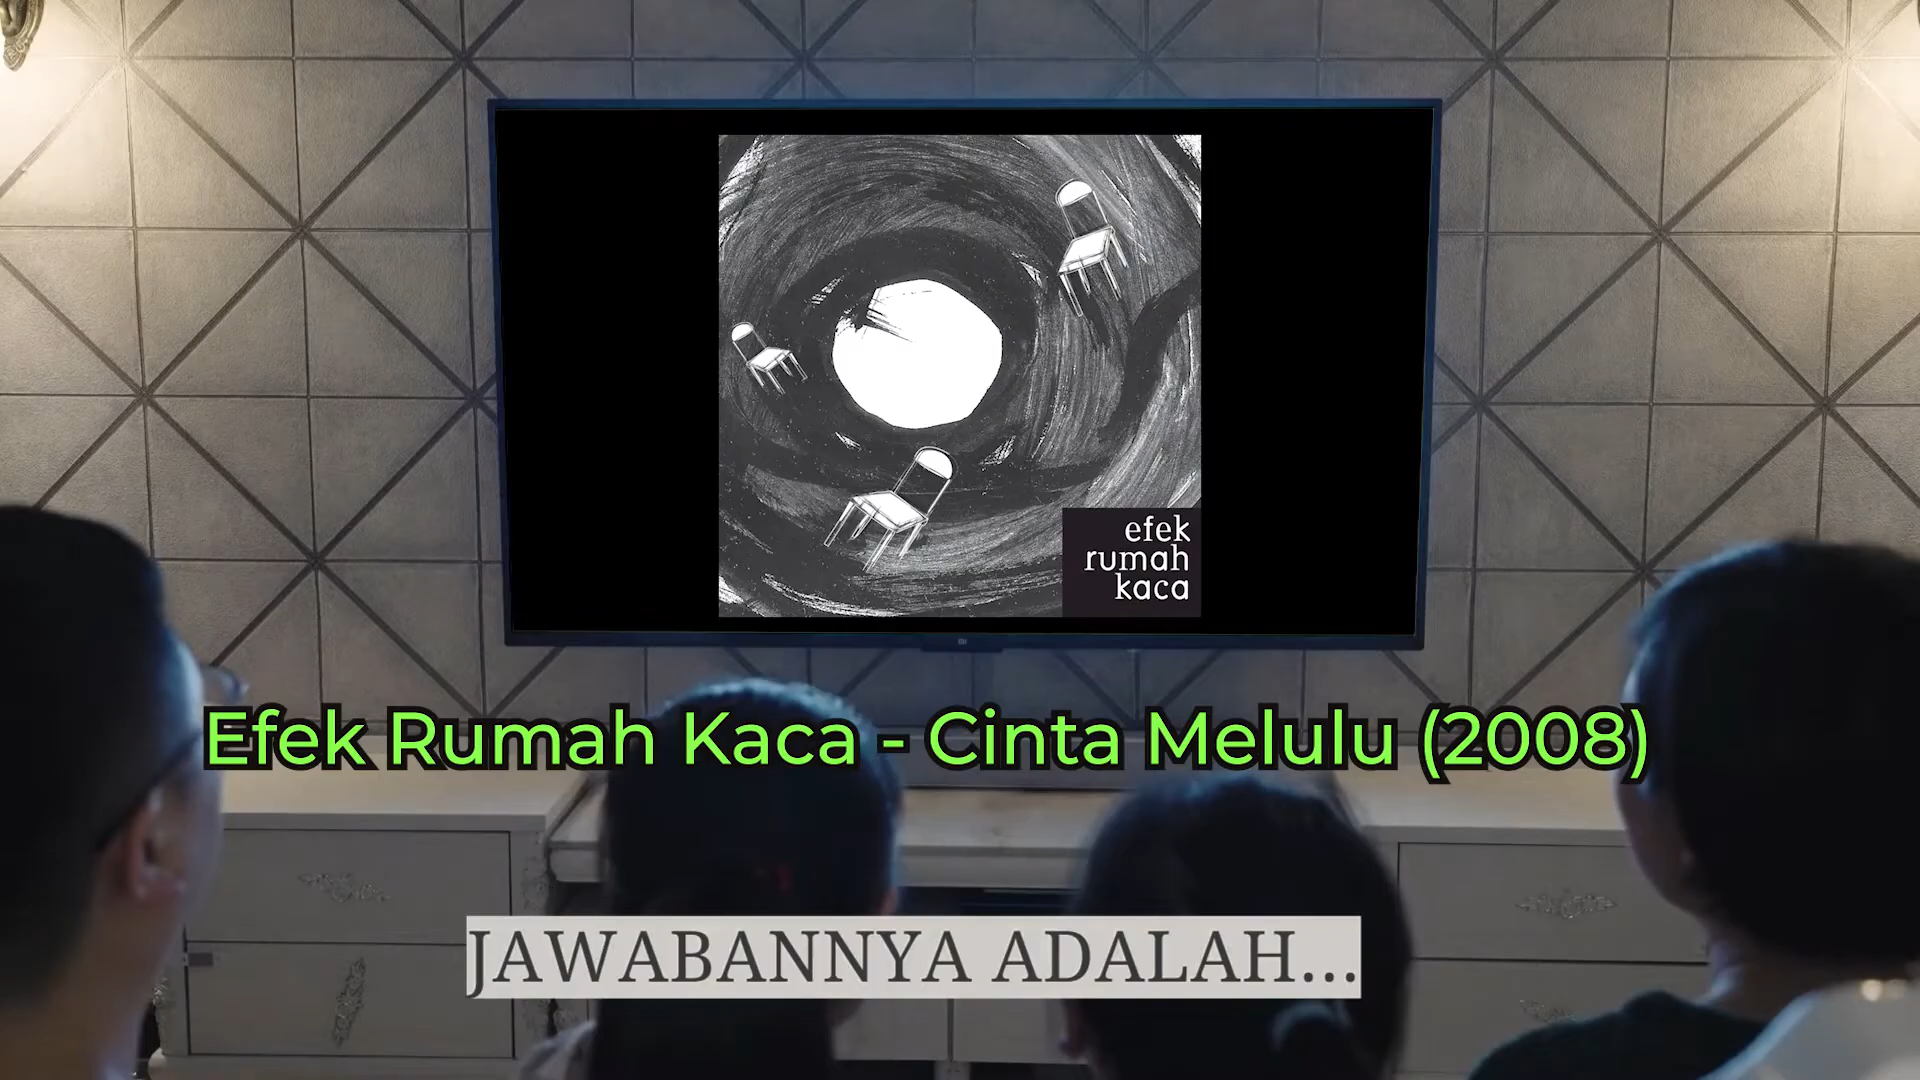 efek
rumah
kaca
Efek Rumah Kaca - Cinta Melulu (2008)
JAWABANNYA ADALAH...